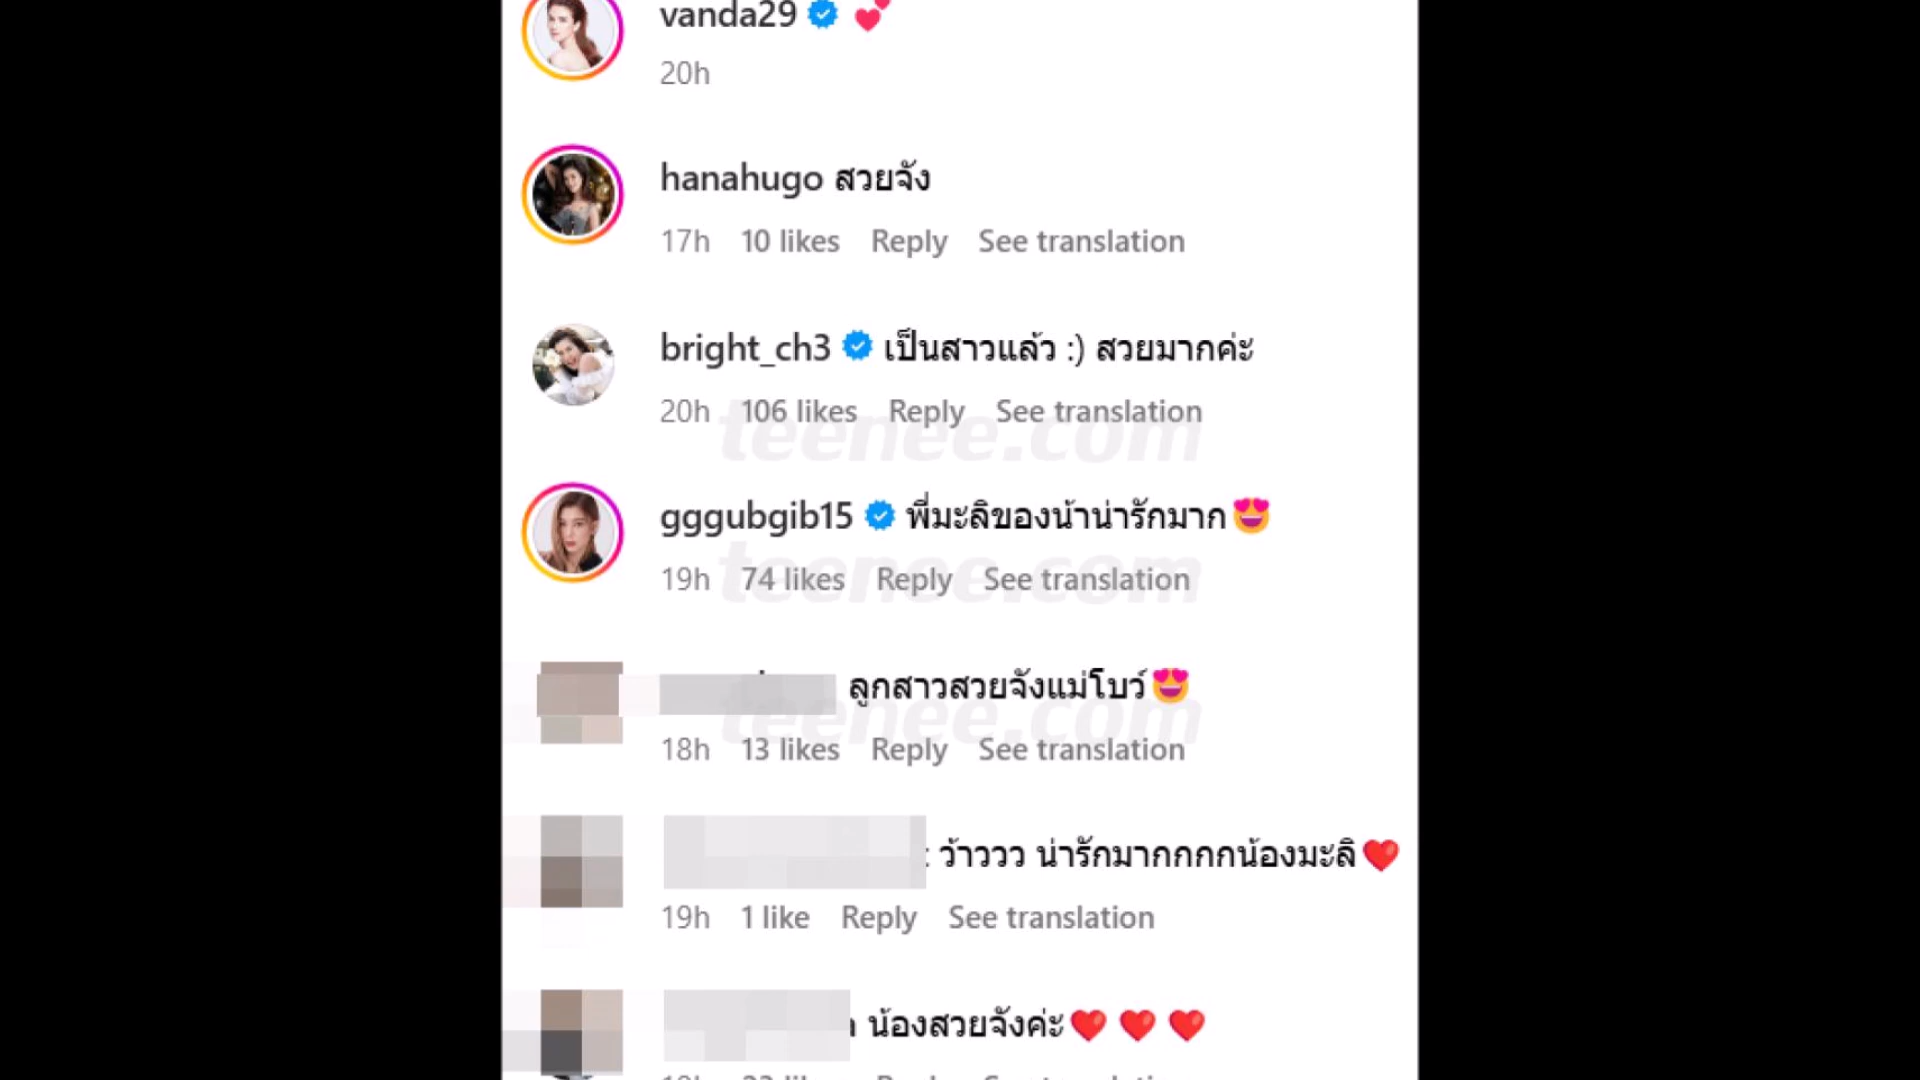 vanda29 💕
20h
hanahugo สวยจัง
17h 10 likes Reply See translation
bright_ch3 เป็นสาวแล้ว :) สวยมากค่ะ
20h 106 likes Reply See translation
teenee.com
gggubgib15 พี่มะลิของน้าน่ารักมาก😍
19h 74 likes Reply See translation
teenee.com
ลูกสาวสวยจังแม่โบว์😍
teenee.com
18h 13 likes Reply See translation
ว้าววว น่ารักมากกกกน้องมะลิ❤️
19h 1 like Reply See translation
น้องสวยจังค่ะ❤️ ❤️ ❤️